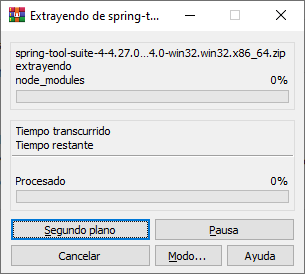 Extrayendo de spring-t...
spring-tool-suite-4-4.27.0...4.0-win32.win32.x86_64.zip
extrayendo
node_modules 0%
Tiempo transcurrido
Tiempo restante
Procesado 0%
Segundo plano Pausa
Cancelar Modo... Ayuda